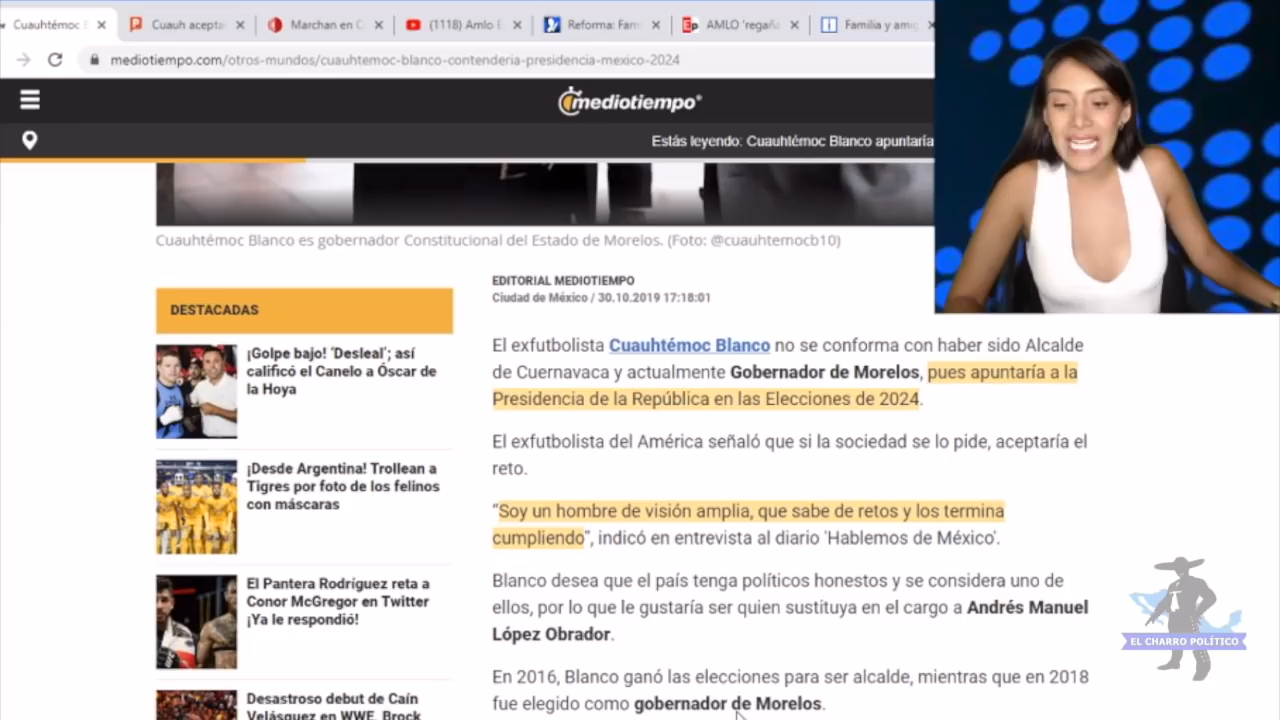 Cuauhtémoc B
Cuauh acepta
Marchan en C
(1118) Amlo E
Reforma: Fam
AMLO 'regaña
Familia y amig
mediotiempo.com/otros-mundos/cuauhtemoc-blanco-contenderia-presidencia-mexico-2024
mediotiempo
Estás leyendo: Cuauhtémoc Blanco apuntaría
Cuauhtémoc Blanco es gobernador Constitucional del Estado de Morelos. (Foto: @cuauhtemocb10)
DESTACADAS
¡Golpe bajo! 'Desleal'; así
calificó el Canelo a Óscar de
la Hoya
¡Desde Argentina! Trollean a
Tigres por foto de los felinos
con máscaras
El Pantera Rodríguez reta a
Conor McGregor en Twitter
¡Ya le respondió!
Desastroso debut de Caín
Velásquez en WWE, Brock
EDITORIAL MEDIOTIEMPO
Ciudad de México / 30.10.2019 17:18:01
El exfutbolista Cuauhtémoc Blanco no se conforma con haber sido Alcalde
de Cuernavaca y actualmente Gobernador de Morelos, pues apuntaría a la
Presidencia de la República en las Elecciones de 2024.
El exfutbolista del América señaló que si la sociedad se lo pide, aceptaría el
reto.
“Soy un hombre de visión amplia, que sabe de retos y los termina
cumpliendo”, indicó en entrevista al diario 'Hablemos de México'.
Blanco desea que el país tenga políticos honestos y se considera uno de
ellos, por lo que le gustaría ser quien sustituya en el cargo a Andrés Manuel
López Obrador.
En 2016, Blanco ganó las elecciones para ser alcalde, mientras que en 2018
fue elegido como gobernador de Morelos.
EL CHARRO POLÍTICO